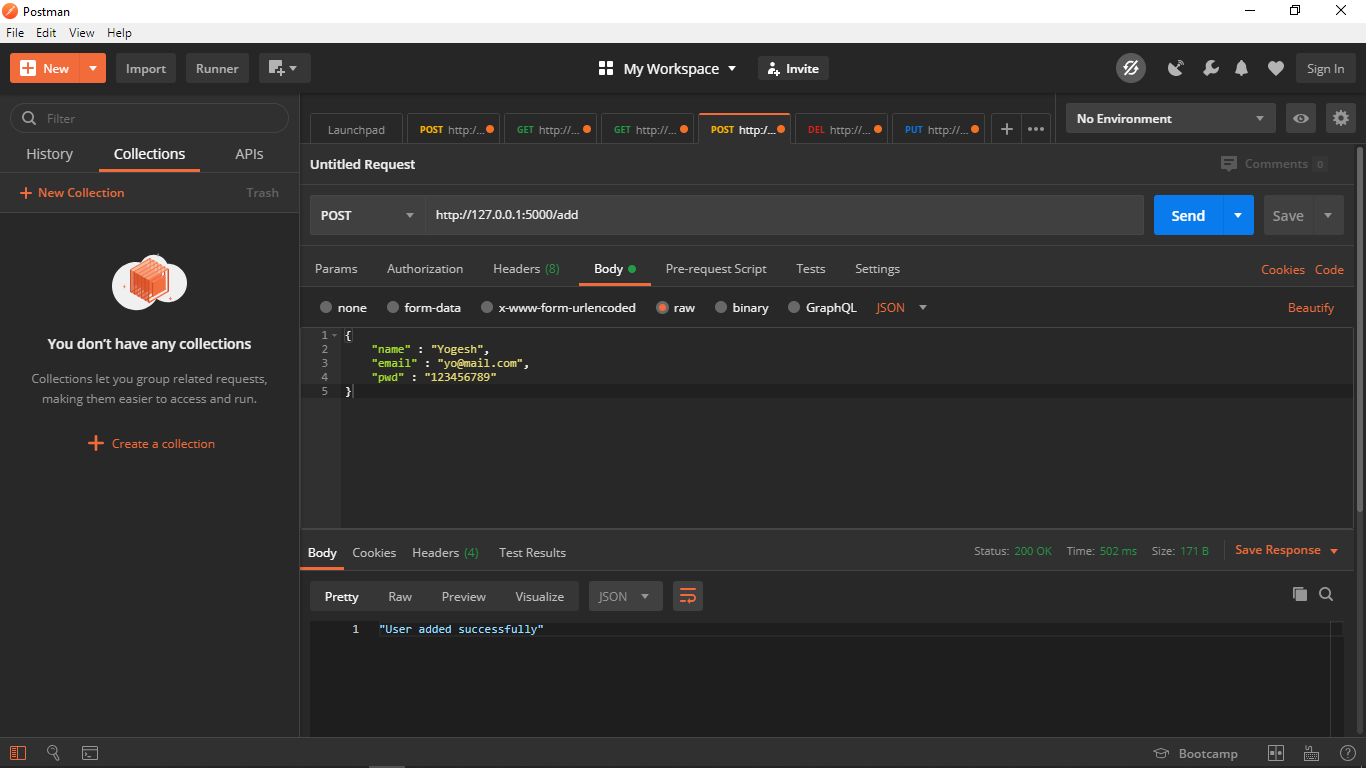 Postman
File Edit View Help
New Import Runner My Workspace Invite Sign In
Filter
History Collections APIs
New Collection Trash
You don't have any collections
Collections let you group related requests,
making them easier to access and run.
Create a collection
Launchpad POST http:/... GET http://... GET http://... POST http:/... DEL http://... PUT http://... No Environment
Untitled Request Comments 0
POST http://127.0.0.1:5000/add Send Save
Params Authorization Headers (8) Body Pre-request Script Tests Settings Cookies Code
none form-data x-www-form-urlencoded raw binary GraphQL JSON Beautify
1 {
2 "name" : "Yogesh",
3 "email" : "yo@mail.com",
4 "pwd" : "123456789"
5 }
Body Cookies Headers (4) Test Results Status: 200 OK Time: 502 ms Size: 171 B Save Response
Pretty Raw Preview Visualize JSON
1 "User added successfully"
Bootcamp